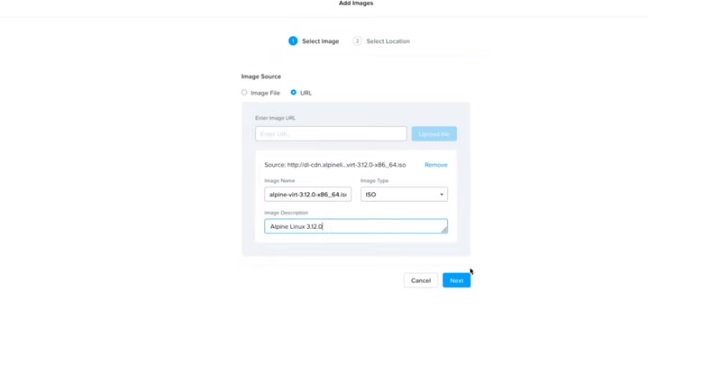 Add Images
1 Select Image 2 Select Location
Image Source
Image File URL
Enter Image URL
Enter URL Upload file
Source: http://dl-cdn.alpineli...virt-3.12.0-x86_64.iso Remove
Image Name Image Type
alpine-virt-3.12.0-x86_64.iso ISO
Image Description
Alpine Linux 3.12.0
Cancel Next